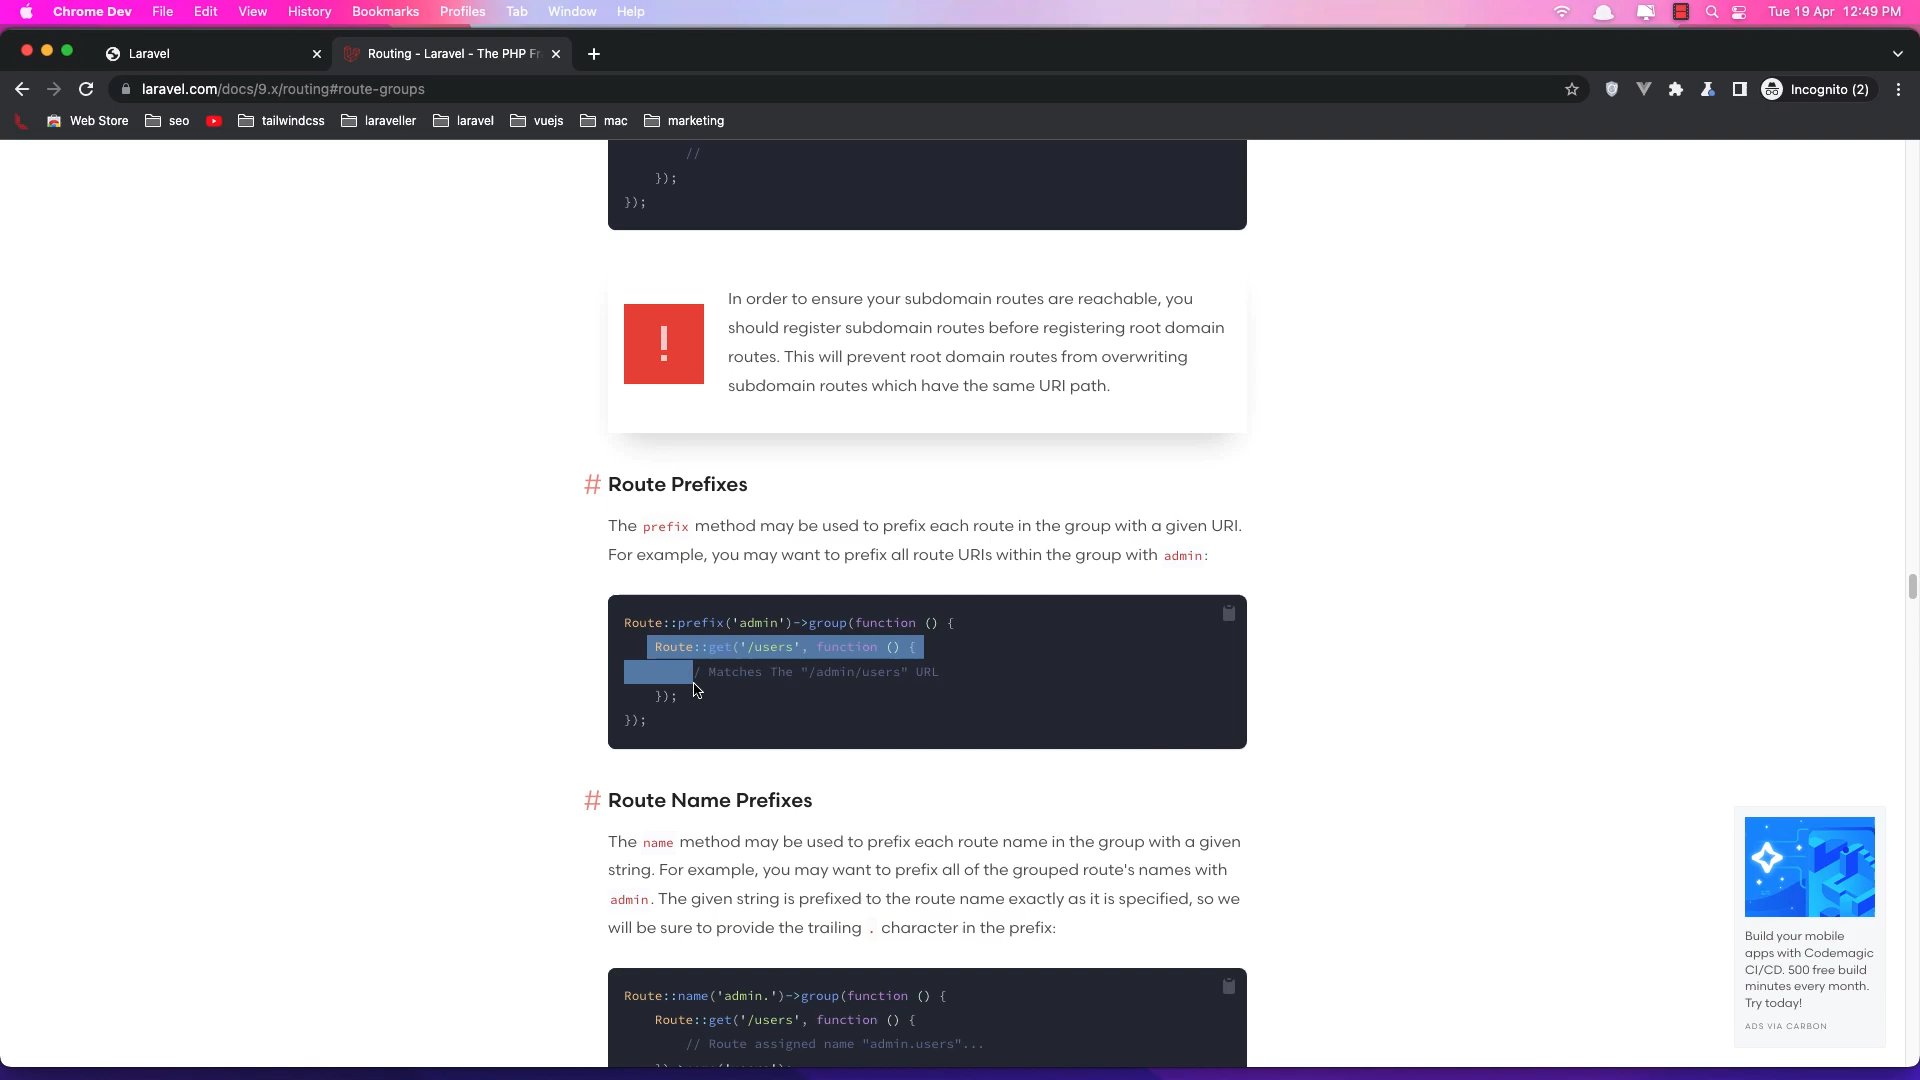 Chrome Dev File Edit View History Bookmarks Profiles Tab Window Help Tue 19 Apr 12:49 PM
Laravel
Routing - Laravel - The PHP Fr
laravel.com/docs/9.x/routing#route-groups
Incognito (2)
Web Store seo tailwindcss laraveller laravel vuejs mac marketing
//
});
});
!
In order to ensure your subdomain routes are reachable, you
should register subdomain routes before registering root domain
routes. This will prevent root domain routes from overwriting
subdomain routes which have the same URI path.
# Route Prefixes
The prefix method may be used to prefix each route in the group with a given URI.
For example, you may want to prefix all route URIs within the group with admin:
Route::prefix('admin')->group(function () {
Route::get('/users', function () {
/ Matches The "/admin/users" URL
});
});
# Route Name Prefixes
The name method may be used to prefix each route name in the group with a given
string. For example, you may want to prefix all of the grouped route's names with
admin. The given string is prefixed to the route name exactly as it is specified, so we
will be sure to provide the trailing . character in the prefix:
Route::name('admin.')->group(function () {
Route::get('/users', function () {
// Route assigned name "admin.users"...
Build your mobile
apps with Codemagic
CI/CD. 500 free build
minutes every month.
Try today!
ADS VIA CARBON